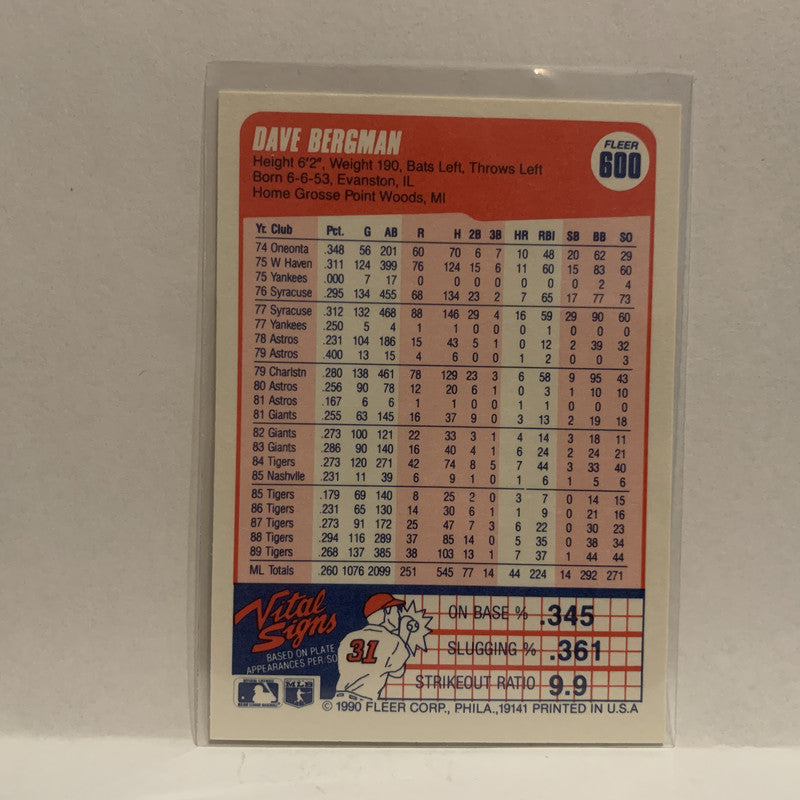 DAVE BERGMAN
FLEER
600
Height 6'2", Weight 190, Bats Left, Throws Left
Born 6-6-53, Evanston, IL
Home Grosse Point Woods, MI
Yr. Club Pct. G AB R H 2B 3B HR RBI SB BB SO
74 Oneonta .348 56 201 60 70 6 7 10 48 20 62 29
75 W Haven .311 124 399 76 124 15 6 11 60 15 83 60
75 Yankees .000 7 17 0 0 0 0 0 0 0 2 4
76 Syracuse .295 134 455 68 134 23 2 7 65 17 77 73
77 Syracuse .312 132 468 88 146 29 4 16 59 29 90 60
77 Yankees .250 5 4 1 1 0 0 0 1 0 0 0
78 Astros .231 104 186 15 43 5 1 0 12 2 39 32
79 Astros .400 13 15 4 6 0 0 1 2 0 0 3
79 Charlstn .280 138 461 78 129 23 3 6 58 9 95 43
80 Astros .256 90 78 12 20 6 1 0 3 1 10 10
81 Astros .167 6 6 1 1 0 0 1 1 0 0 0
81 Giants .255 63 145 16 37 9 0 3 13 2 19 18
82 Giants .273 100 121 22 33 3 1 4 14 3 18 11
83 Giants .286 90 140 16 40 4 1 6 24 2 24 21
84 Tigers .273 120 271 42 74 8 5 7 44 3 33 40
85 Nashvlle .231 11 39 6 9 1 0 1 6 1 5 6
85 Tigers .179 69 140 8 25 2 0 3 7 0 14 15
86 Tigers .231 65 130 14 30 6 1 1 9 0 21 16
87 Tigers .273 91 172 25 47 7 3 6 22 0 30 23
88 Tigers .294 116 289 37 85 14 0 5 35 0 38 34
89 Tigers .268 137 385 38 103 13 1 7 37 1 44 44
ML Totals .260 1076 2099 251 545 77 14 44 224 14 292 271
Vital
Signs
BASED ON PLATE
APPEARANCES PER/SO
31
ON BASE % .345
SLUGGING % .361
STRIKEOUT RATIO 9.9
MLB
© 1990 FLEER CORP., PHILA.,19141 PRINTED IN U.S.A